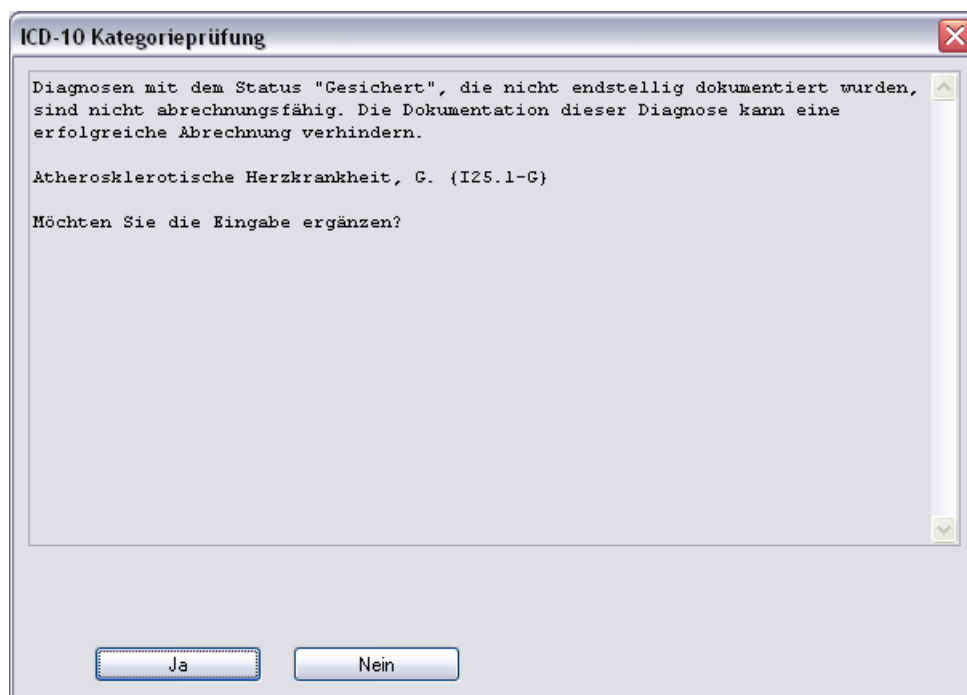 ICD-10 Kategorieprüfung
Diagnosen mit dem Status "Gesichert", die nicht endstellig dokumentiert wurden,
sind nicht abrechnungsfähig. Die Dokumentation dieser Diagnose kann eine
erfolgreiche Abrechnung verhindern.
Atherosklerotische Herzkrankheit, G. {I25.1-G}
Möchten Sie die Eingabe ergänzen?
Ja
Nein